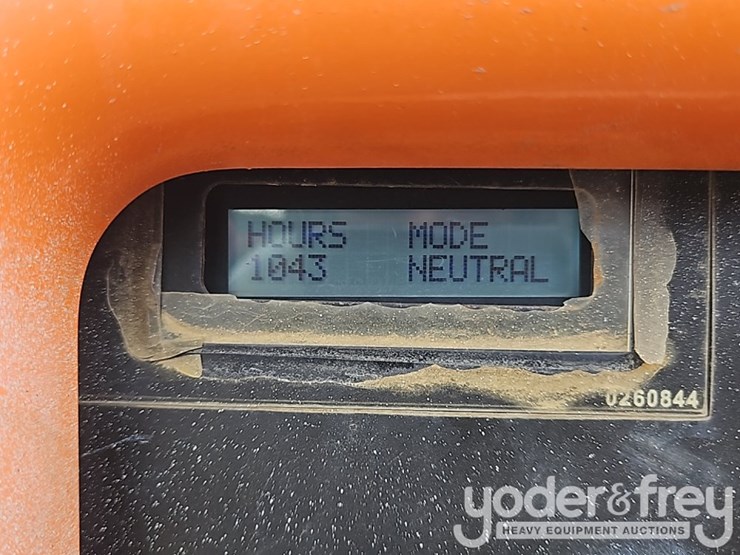 HOURS MODE
1043 NEUTRAL
0260844
yoder&frey
HEAVY EQUIPMENT AUCTIONS